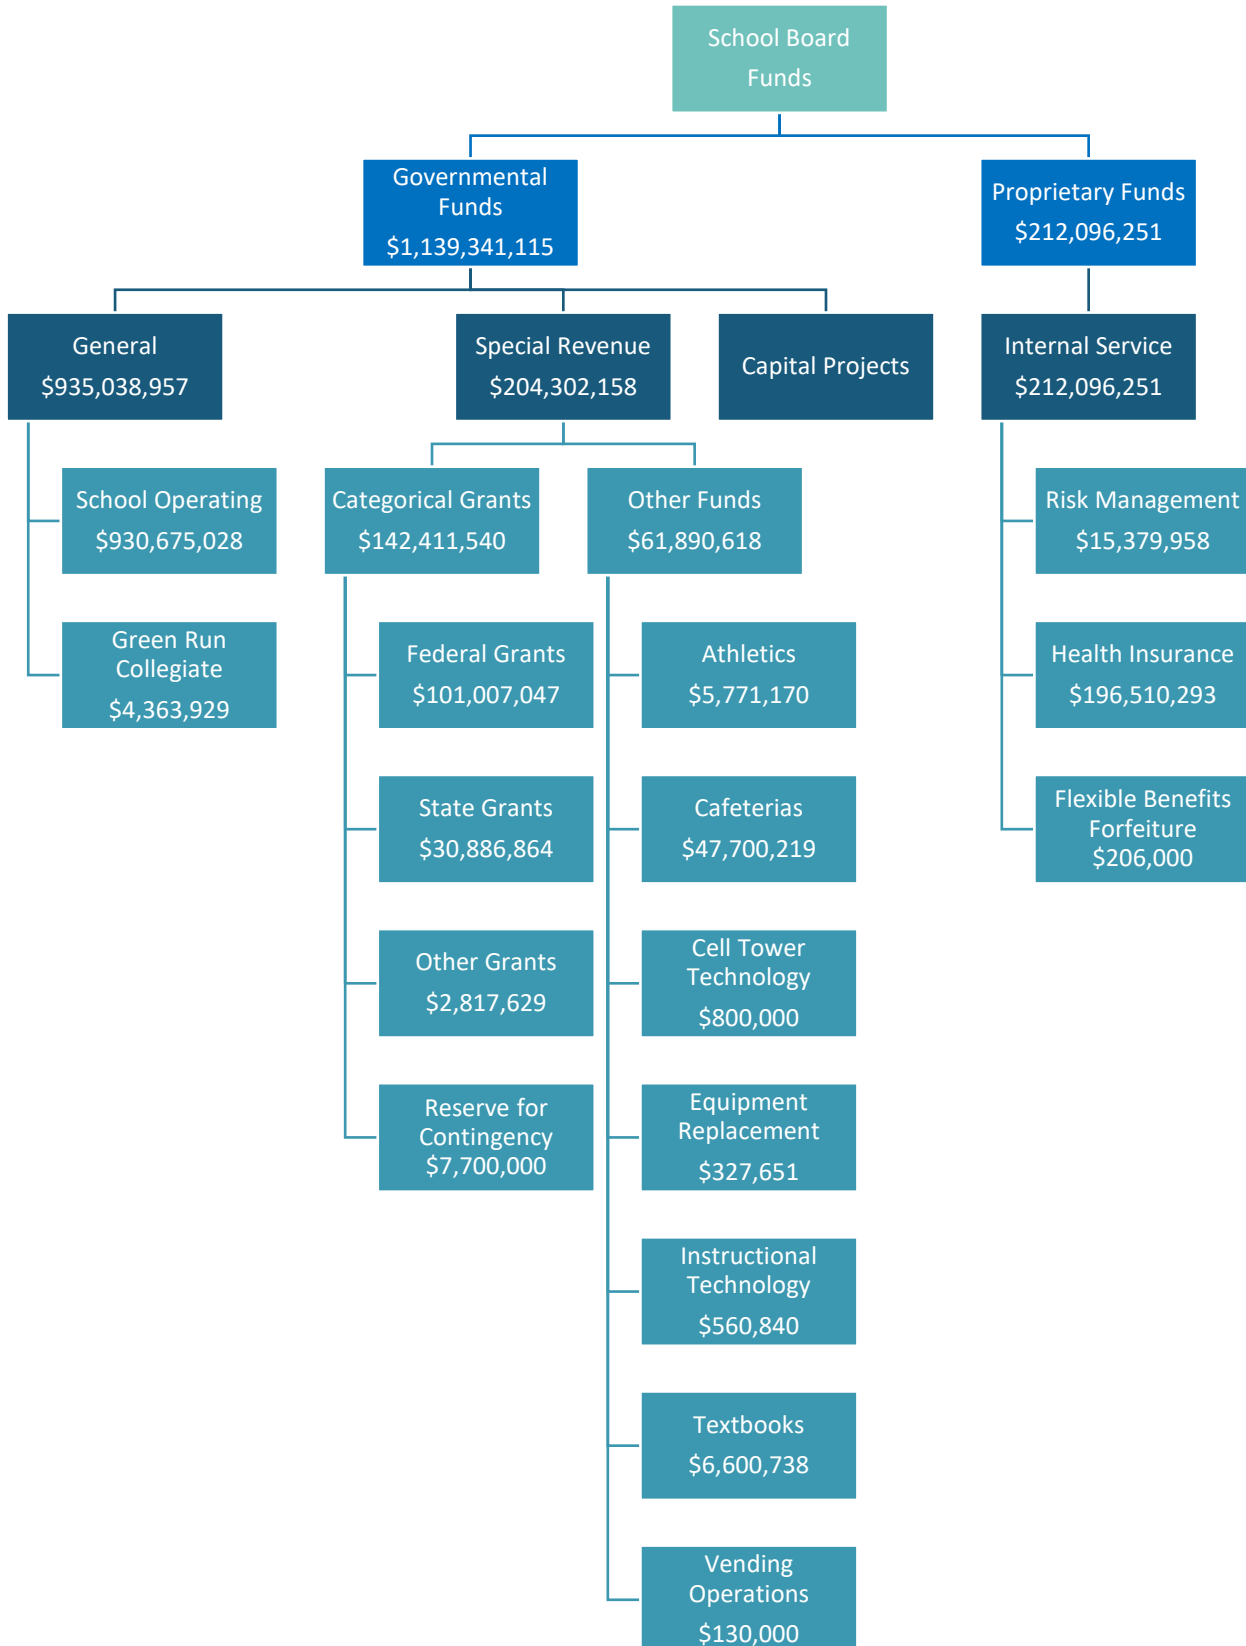 School Board
Funds
Governmental
Funds
$1,139,341,115
Proprietary Funds
$212,096,251
General
$935,038,957
Special Revenue
$204,302,158
Capital Projects
Internal Service
$212,096,251
School Operating
$930,675,028
Green Run
Collegiate
$4,363,929
Categorical Grants
$142,411,540
Federal Grants
$101,007,047
State Grants
$30,886,864
Other Grants
$2,817,629
Reserve for
Contingency
$7,700,000
Other Funds
$61,890,618
Athletics
$5,771,170
Cafeterias
$47,700,219
Cell Tower
Technology
$800,000
Equipment
Replacement
$327,651
Instructional
Technology
$560,840
Textbooks
$6,600,738
Vending
Operations
$130,000
Risk Management
$15,379,958
Health Insurance
$196,510,293
Flexible Benefits
Forfeiture
$206,000